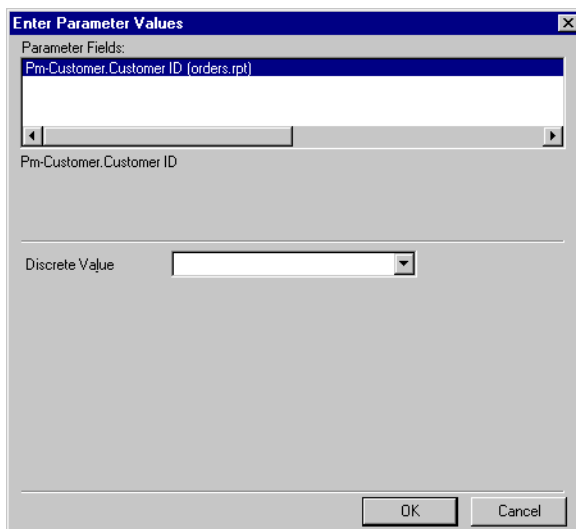 Enter Parameter Values
Parameter Fields:
Pm-Customer.Customer ID (orders.rpt)
Pm-Customer.Customer ID
Discrete Value
OK Cancel